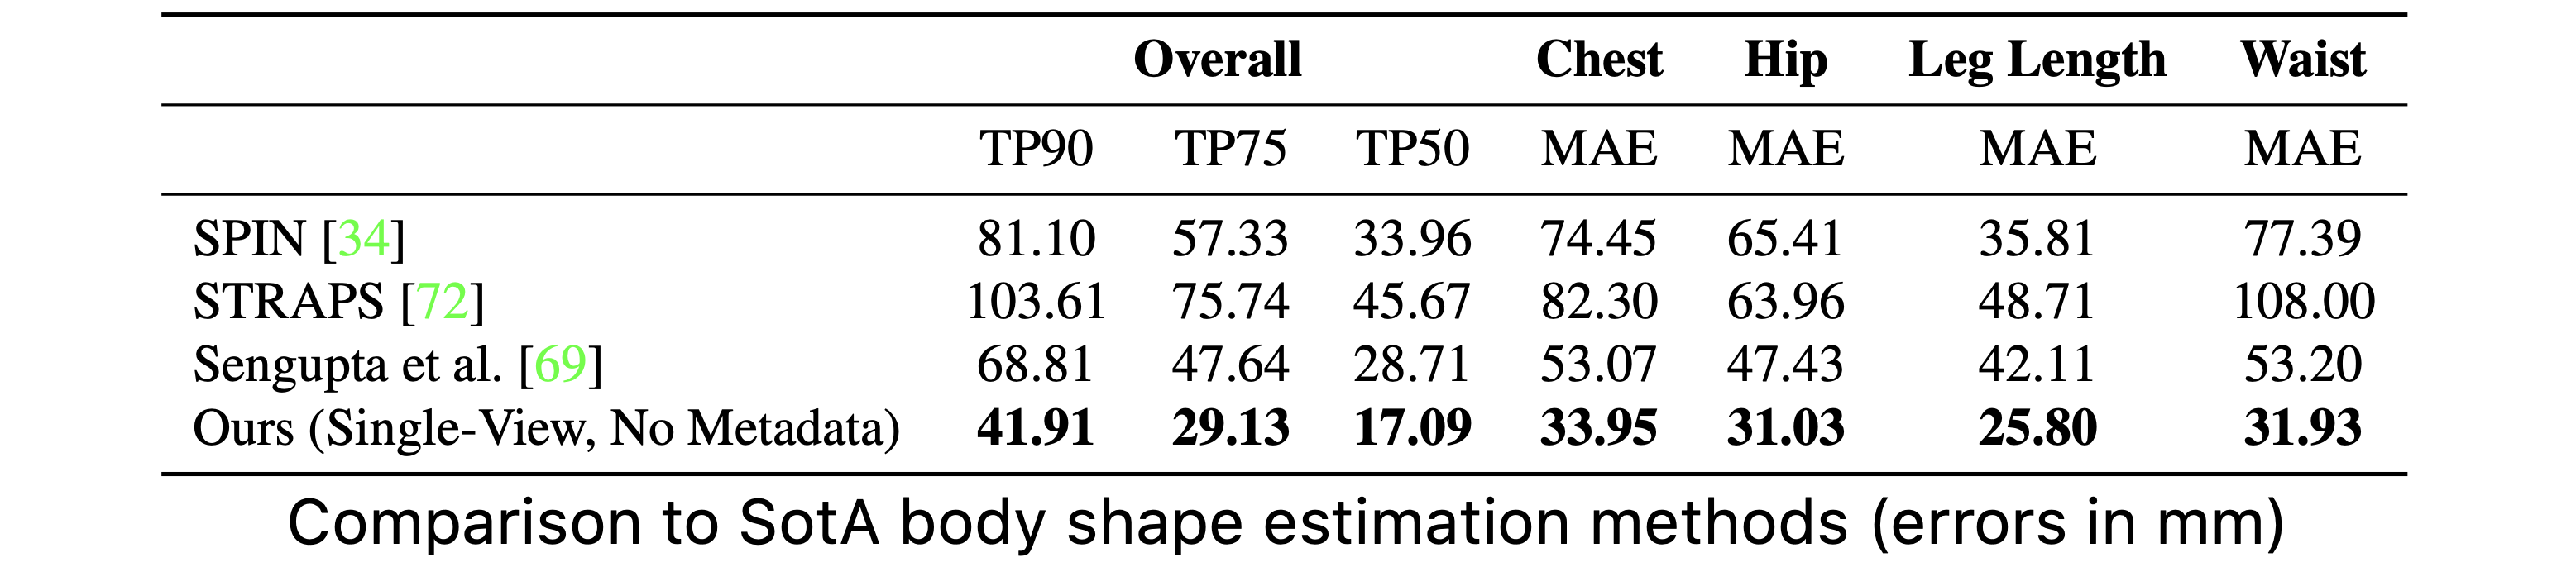 Overall Chest Hip Leg Length Waist
TP90 TP75 TP50 MAE MAE MAE MAE
SPIN [34] 81.10 57.33 33.96 74.45 65.41 35.81 77.39
STRAPS [72] 103.61 75.74 45.67 82.30 63.96 48.71 108.00
Sengupta et al. [69] 68.81 47.64 28.71 53.07 47.43 42.11 53.20
Ours (Single-View, No Metadata) 41.91 29.13 17.09 33.95 31.03 25.80 31.93
Comparison to SotA body shape estimation methods (errors in mm)